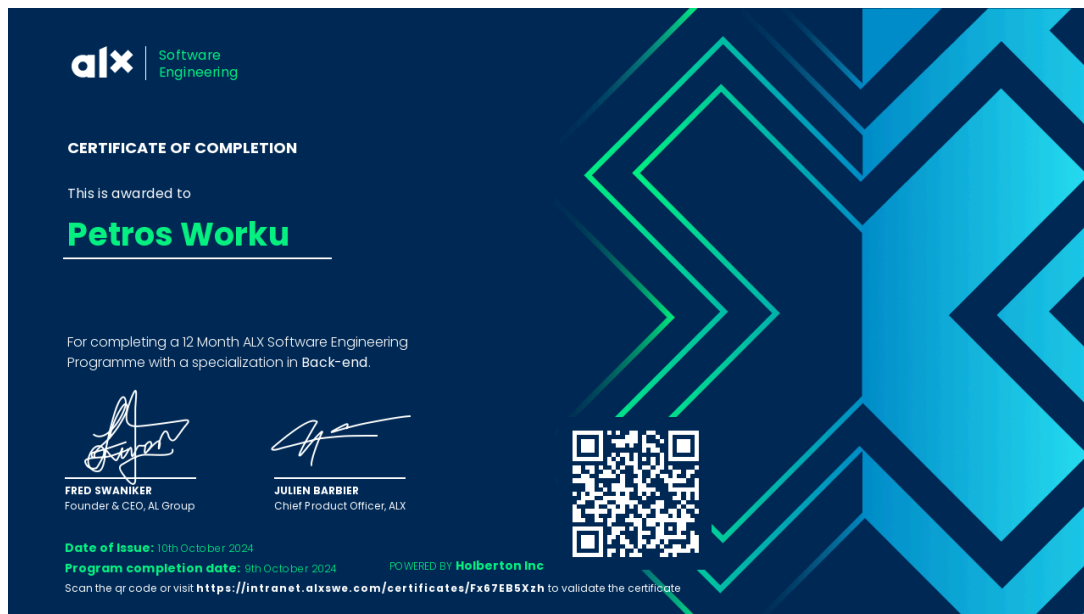 alx
Software
Engineering
CERTIFICATE OF COMPLETION
This is awarded to
Petros Worku
For completing a 12 Month ALX Software Engineering
Programme with a specialization in Back-end.
FRED SWANIKER
Founder & CEO, AL Group
JULIEN BARBIER
Chief Product Officer, ALX
Date of Issue: 10th October 2024
Program completion date: 9th October 2024
POWERED BY Holberton Inc
Scan the qr code or visit https://intranet.alxswe.com/certificates/Fx67EB5Xzh to validate the certificate